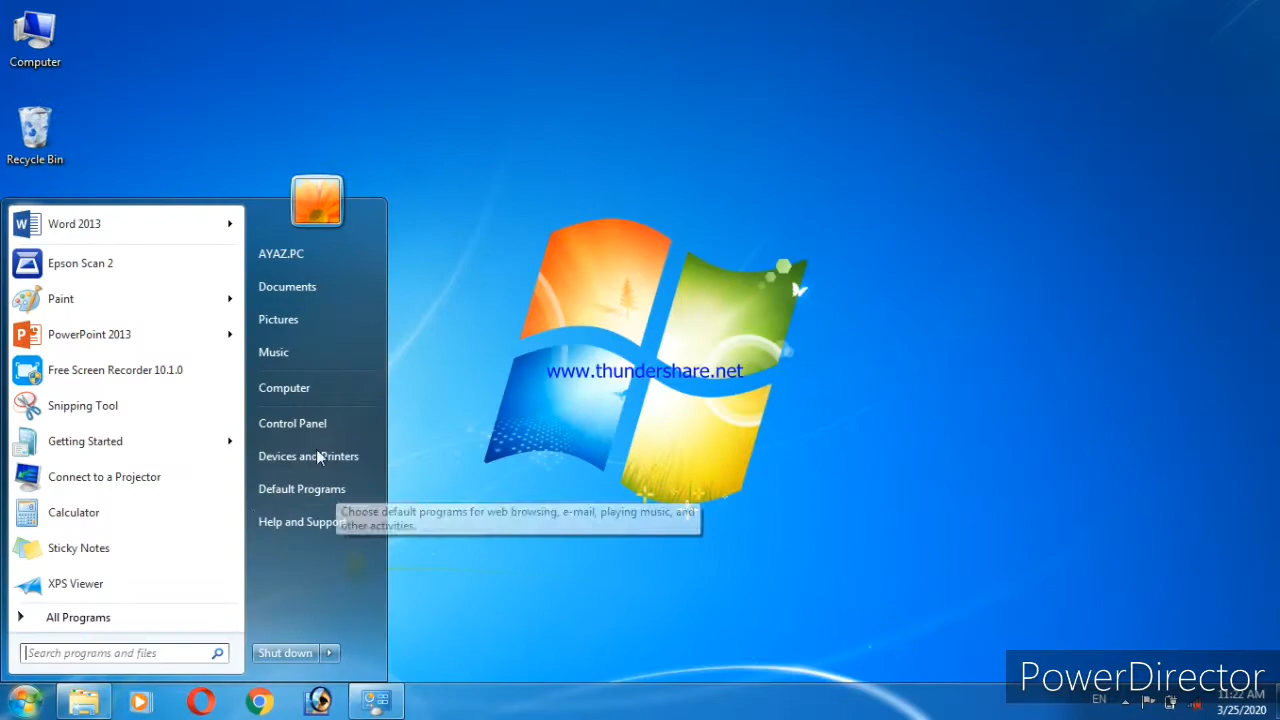 Computer
Recycle Bin
Word 2013
Epson Scan 2
Paint
PowerPoint 2013
Free Screen Recorder 10.1.0
Snipping Tool
Getting Started
Connect to a Projector
Calculator
Sticky Notes
XPS Viewer
All Programs
Search programs and files
AYAZ.PC
Documents
Pictures
Music
Computer
Control Panel
Devices and Printers
Default Programs
Help and Support
Choose default programs for web browsing, e-mail, playing music, and
other activities.
Shut down
www.thundershare.net
PowerDirector
EN
11:22 AM
3/25/2020